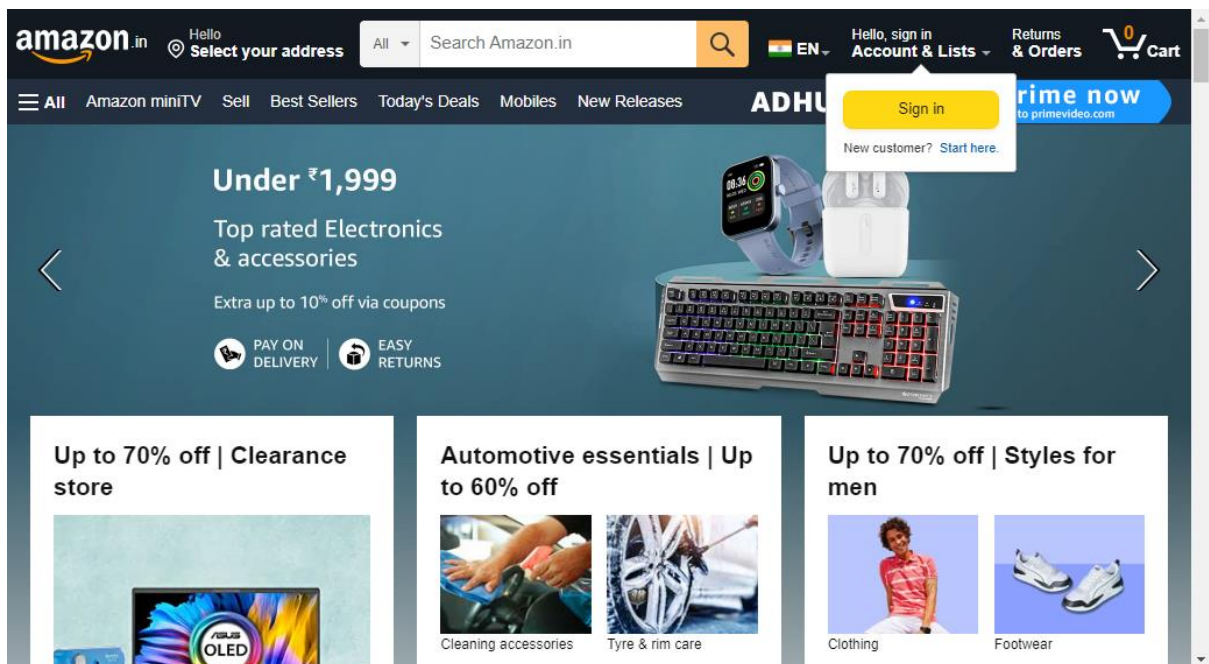 amazon.in
Hello
Select your address
All
Search Amazon.in
EN
Hello, sign in
Account & Lists
Returns
& Orders
0
Cart
All
Amazon miniTV
Sell
Best Sellers
Today's Deals
Mobiles
New Releases
ADHU
rime now
to primevideo.com
Sign in
New customer? Start here.
Under ₹1,999
Top rated Electronics
& accessories
Extra up to 10% off via coupons
PAY ON
DELIVERY
EASY
RETURNS
08:36
Up to 70% off | Clearance
store
ASUS
OLED
Automotive essentials | Up
to 60% off
Cleaning accessories
Tyre & rim care
Up to 70% off | Styles for
men
Clothing
Footwear